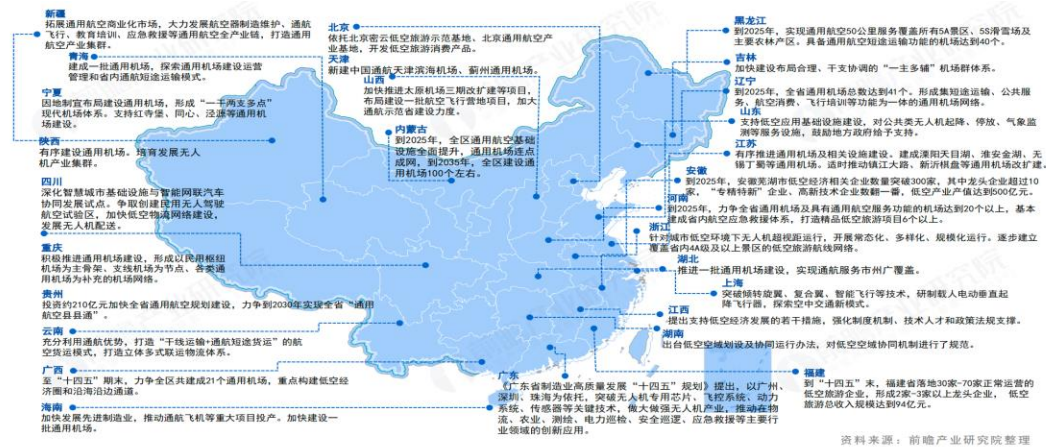 新疆
拓展通用航空商业化市场，大力发展航空器制造维护、通航
飞行、教育培训、应急救援等通用航空全产业链，打造通用
航空产业集群。
青海
建成一批通用机场，探索通用机场建设运营
管理和省内通航短途运输模式。
宁夏
因地制宜布局建设通用机场，形成“一干两支多点”
现代机场体系。支持红寺堡、同心、泾源等通用机
场建设。
陕西
有序建设通用机场。培育发展无人
机产业集群。
四川
深化智慧城市基础设施与智能网联汽车
协同发展试点。争取创建民用无人驾驶
航空试验区，加快低空物流网络建设，
发展无人机配送。
重庆
积极推进通用机场建设，形成以民用枢纽
机场为主骨架、支线机场为节点、各类通
用机场为补充的机场网络。
贵州
投资约210亿元加快全省通用航空规划建设，力争到2030年实现全省“通用
航空县县通”。
云南
充分利用通航优势，打造“干线运输+通航短途货运”的航
空货运模式，打造立体多式联运物流体系。
广西
至“十四五”期末，力争全区共建成21个通用机场，重点构建低空经
济圈和沿海沿边通道。
海南
加快发展先进制造业，推动通航飞机等重大项目投产。加快建设一
批通用机场。
北京
依托北京密云低空旅游示范基地、北京通用航空产
业基地，开发低空旅游消费产品。
天津
新建中国通航天津滨海机场、蓟州通用机场。
山西
加快推进太原机场三期改扩建等项目，
布局建设一批航空飞行营地项目，加大
通航示范省建设力度。
内蒙古
到2025年，全区通用航空基础
设施全面提升，通用机场连点
成网，到2035年，全区建设通
用机场100个左右。
黑龙江
到2025年，实现通用航空50公里服务覆盖所有5A景区、5S滑雪场及
主要农林产区。具备通用航空短途运输功能的机场达到40个。
吉林
加快建设布局合理、干支协调的“一主多辅”机场群体系。
辽宁
到2025年，全省通用机场总数达到41个。形成集短途运输、公共服
务、航空消费、飞行培训等功能为一体的通用机场网络。
山东
支持低空应用基础设施建设，对公共类无人机起降、停放、气象监
测等服务设施，鼓励地方政府给予支持。
江苏
有序推进通用机场及相关设施建设。建成溧阳天目湖、淮安金湖、无
锡丁蜀等通用机场。适时推动镇江大路、新沂棋盘等通用机场改扩建.
安徽
到2025年，安徽芜湖市低空经济相关企业数量突破300家，其中龙头企业超过10
家，“专精特新”企业、高新技术企业数翻一番，低空产业产值达到500亿元。
河南
到2025年，力争全省通用机场及具有通用航空服务功能的机场达到20个以上，基本
建成省内航空应急救援体系，打造精品低空旅游项目6个以上。
浙江
针对城市低空环境下无人机超视距运行，开展常态化、多样化、规模化运行。逐步建立
覆盖省内4A级及以上景区的低空旅游航线网络。
湖北
推进一批通用机场建设，实现通航服务市州广覆盖。
上海
突破倾转旋翼、复合翼、智能飞行等技术，研制载人电动垂直起
降飞行器，探索空中交通新模式。
江西
提出支持低空经济发展的若干措施，强化制度机制、技术人才和政策法规支撑。
湖南
出台低空空域划设及协同运行办法，对低空空域协同机制进行了规范。
广东
《广东省制造业高质量发展“十四五”规划》提出，以广州、
深圳、珠海为依托，突破无人机专用芯片、飞控系统、动力
系统、传感器等关键技术，做大做强无人机产业，推动在物
流、农业、测绘、电力巡检、安全巡逻、应急救援等主要行
业领域的创新应用。
福建
到“十四五”末，福建省落地30家-70家正常运营的
低空旅游企业，形成2家-3家以上龙头企业， 低空
旅游总收入规模达到94亿元。
资料来源：前瞻产业研究院整理